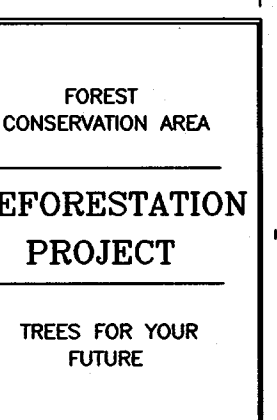 FOREST
CONSERVATION AREA
EFORESTATION
PROJECT
TREES FOR YOUR
FUTURE